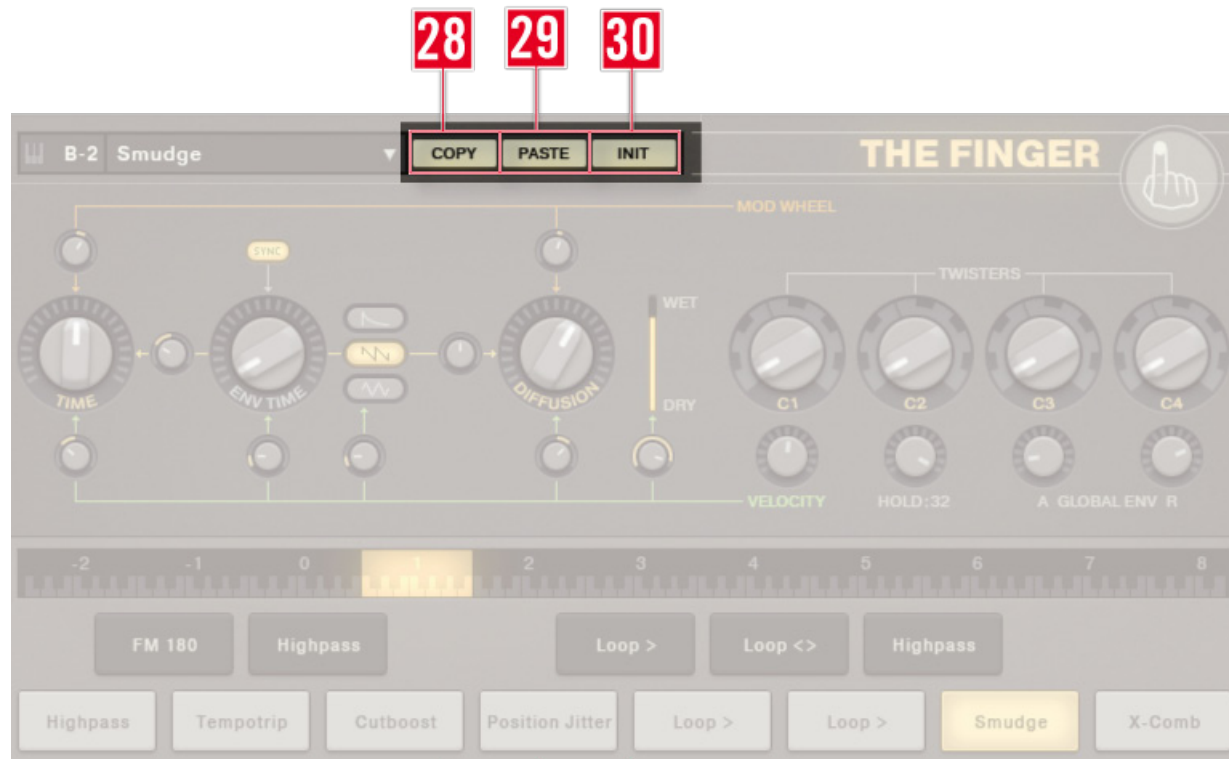 28 29 30
B-2 Smudge COPY PASTE INIT THE FINGER
MOD WHEEL
SYNC
TWISTERS
WET
TIME ENV TIME DIFFUSION DRY C1 C2 C3 C4
VELOCITY HOLD:32 A GLOBAL ENV R
-2 -1 0 1 2 3 4 5 6 7 8
FM 180 Highpass Loop > Loop <> Highpass
Highpass Tempotrip Cutboost Position Jitter Loop > Loop > Smudge X-Comb